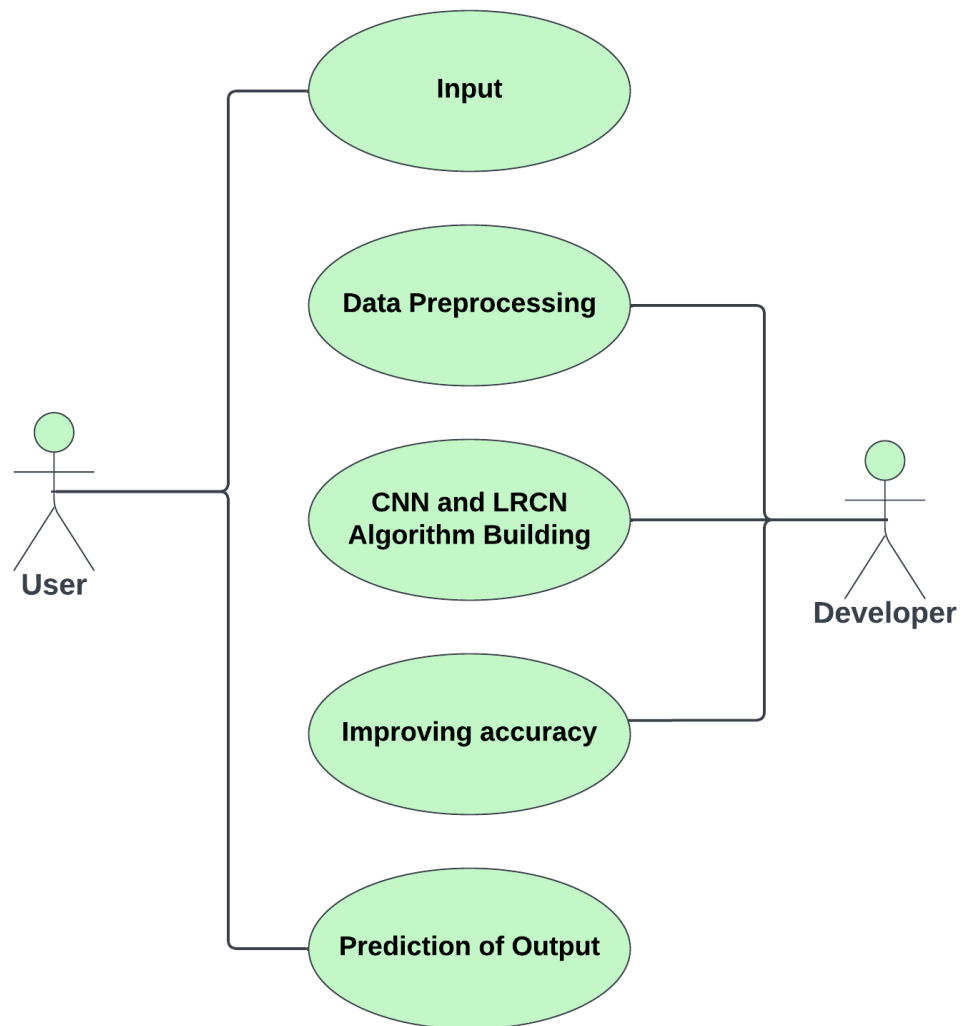 Input
Data Preprocessing
CNN and LRCN
Algorithm Building
User
Developer
Improving accuracy
Prediction of Output